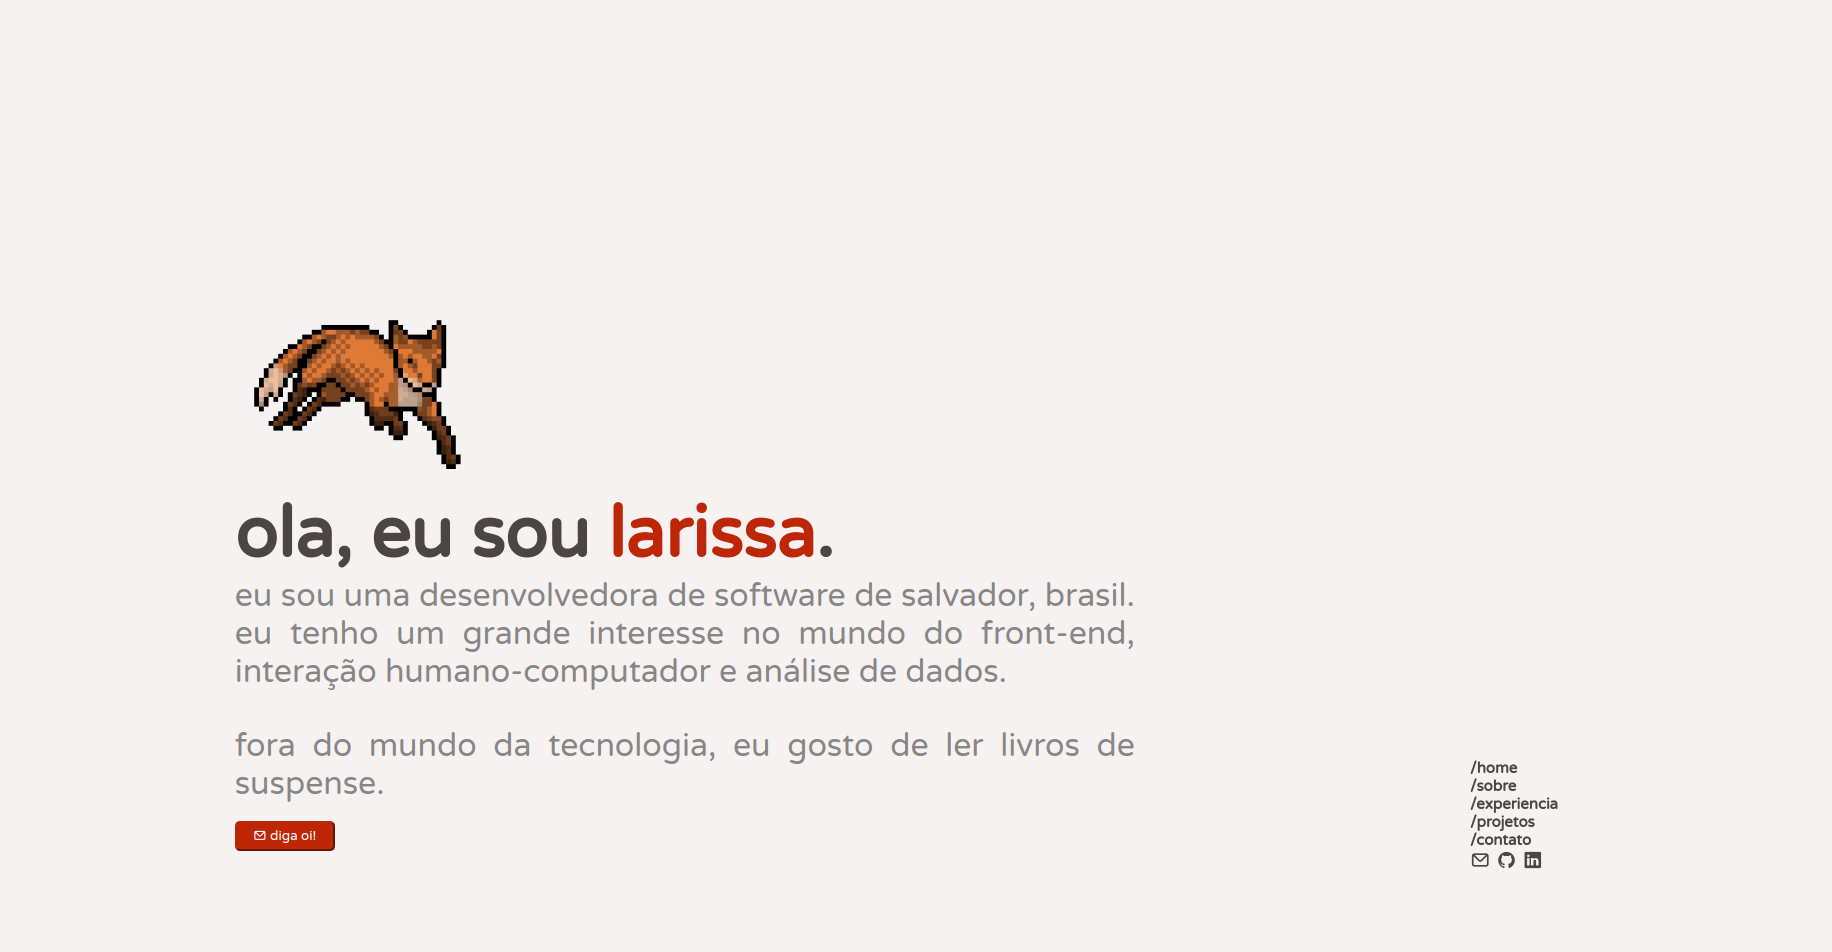 ola, eu sou larissa.
eu sou uma desenvolvedora de software de salvador, brasil.
eu tenho um grande interesse no mundo do front-end,
interação humano-computador e análise de dados.
fora do mundo da tecnologia, eu gosto de ler livros de
suspense.
diga oi!
/home
/sobre
/experiencia
/projetos
/contato
in